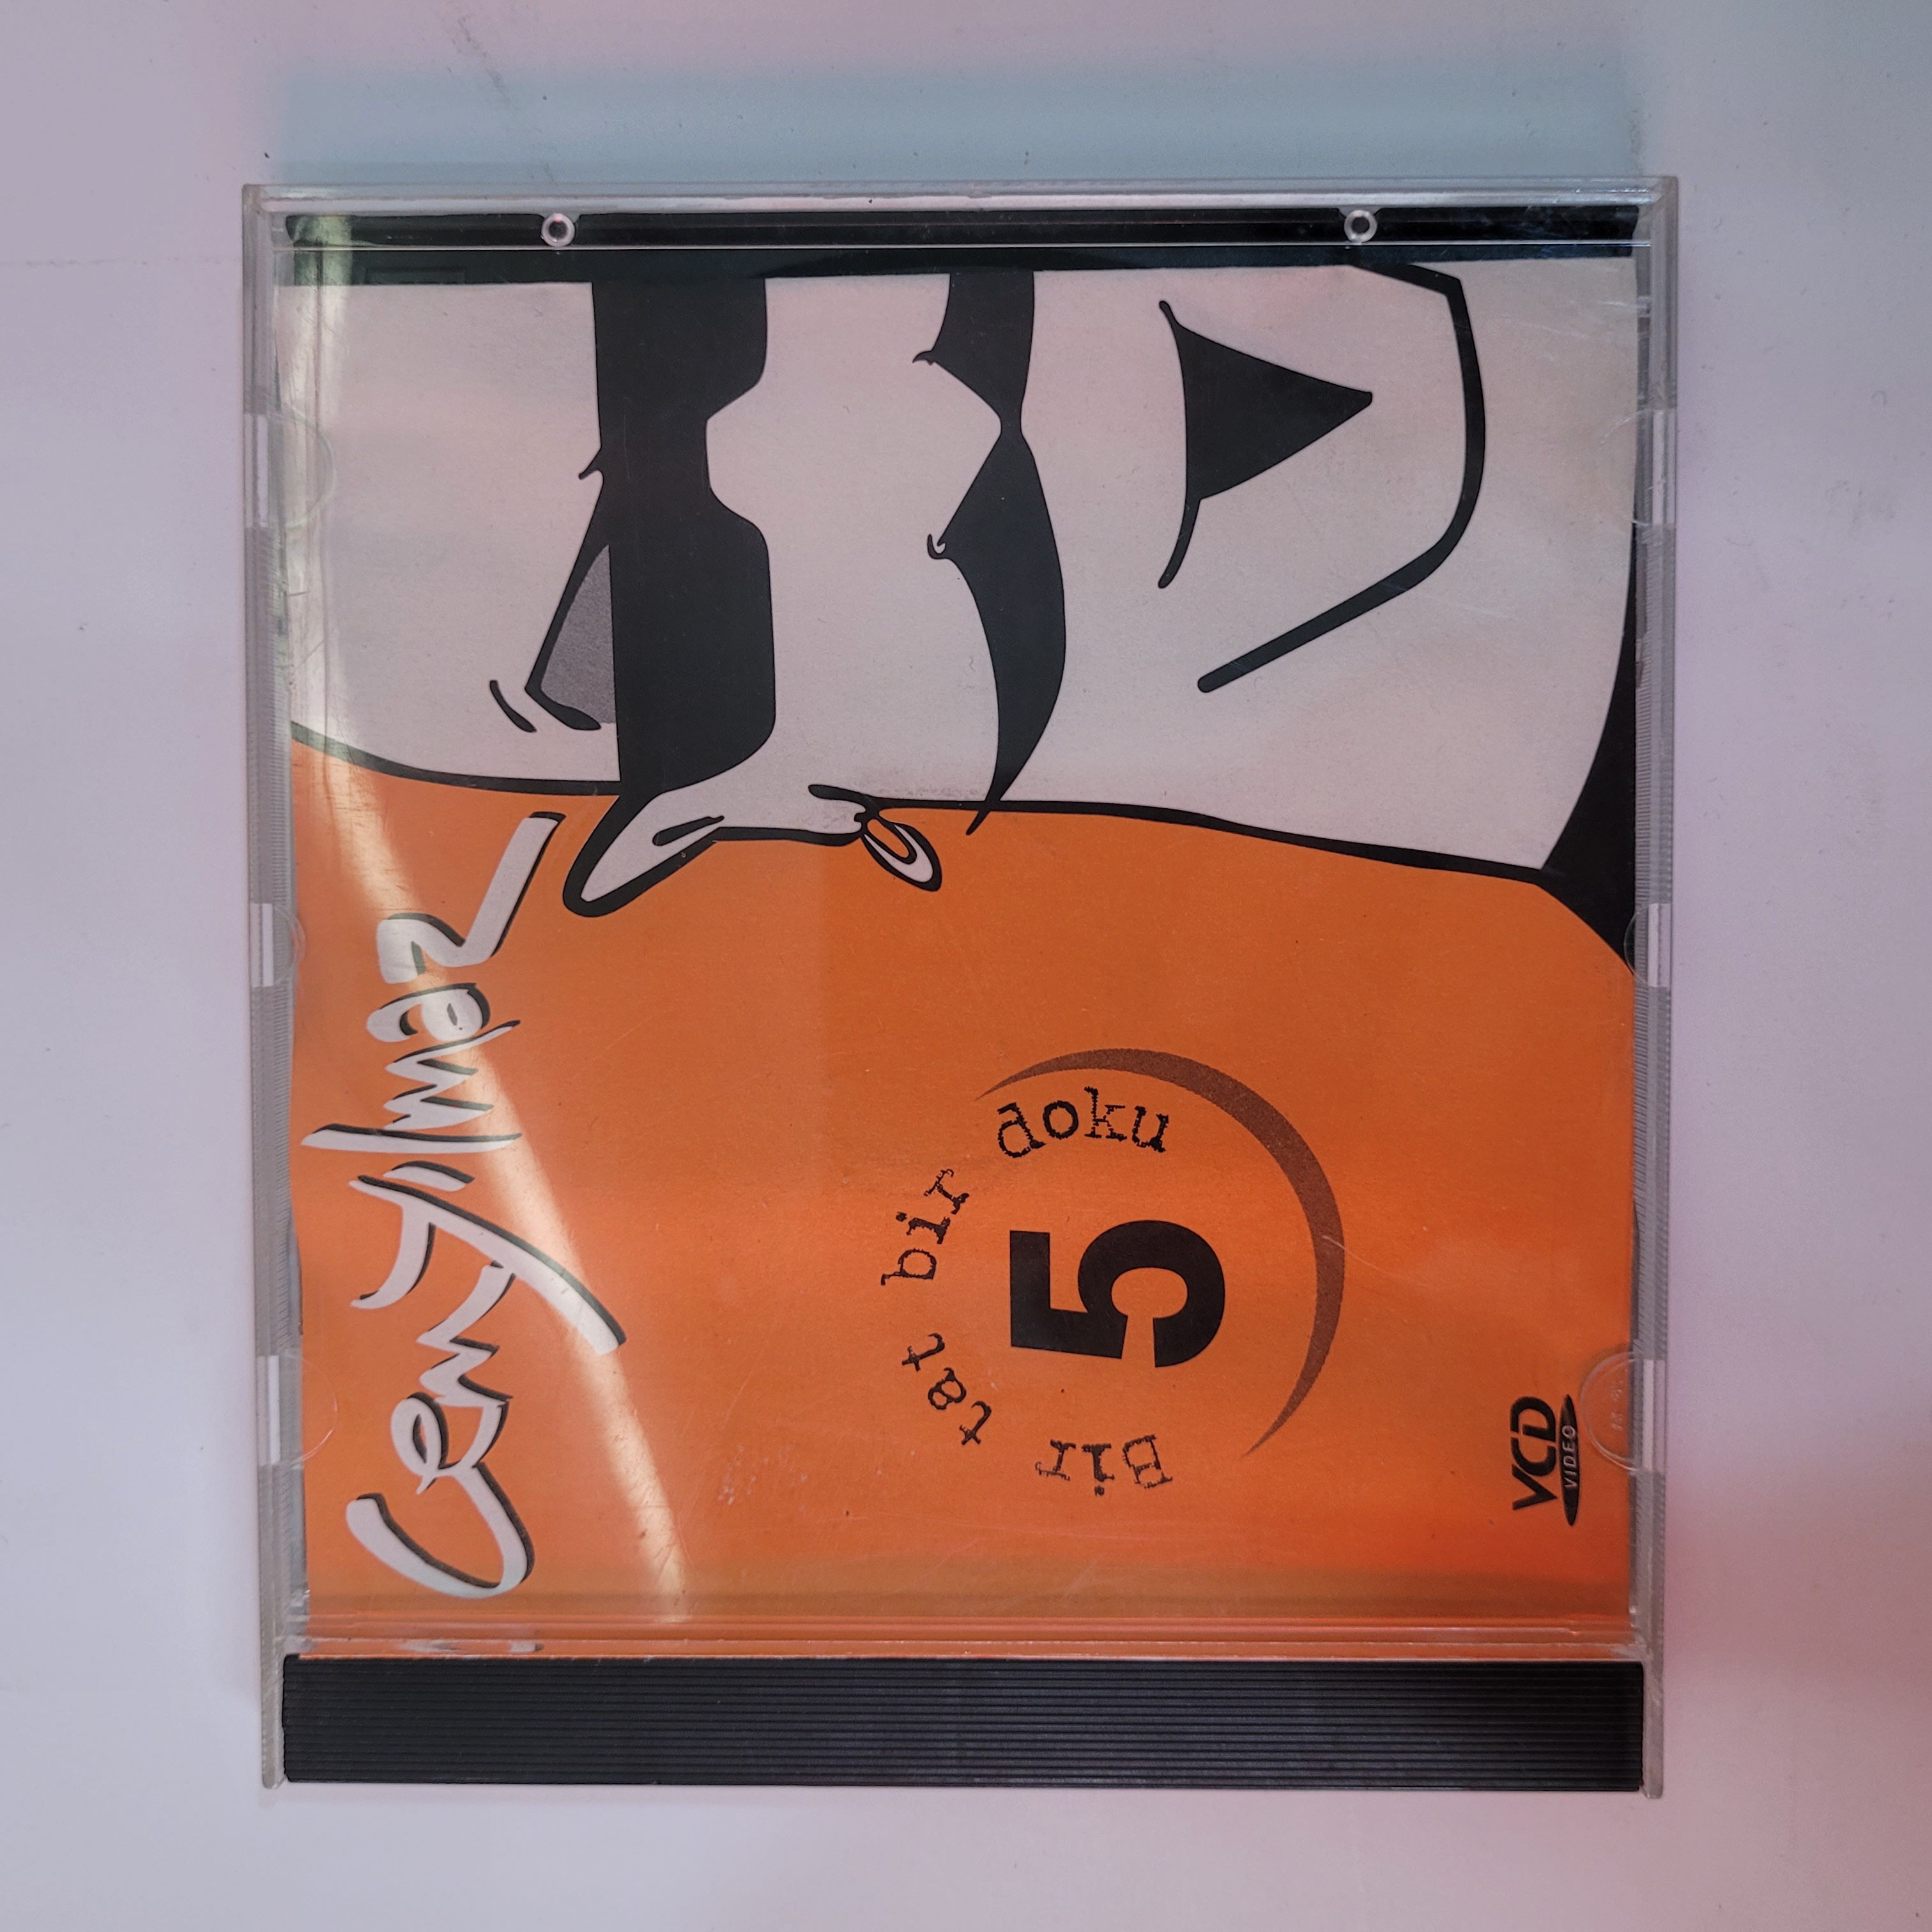 Cem Yılmaz
Bir tat bir doku
5
VCD
VIDEO